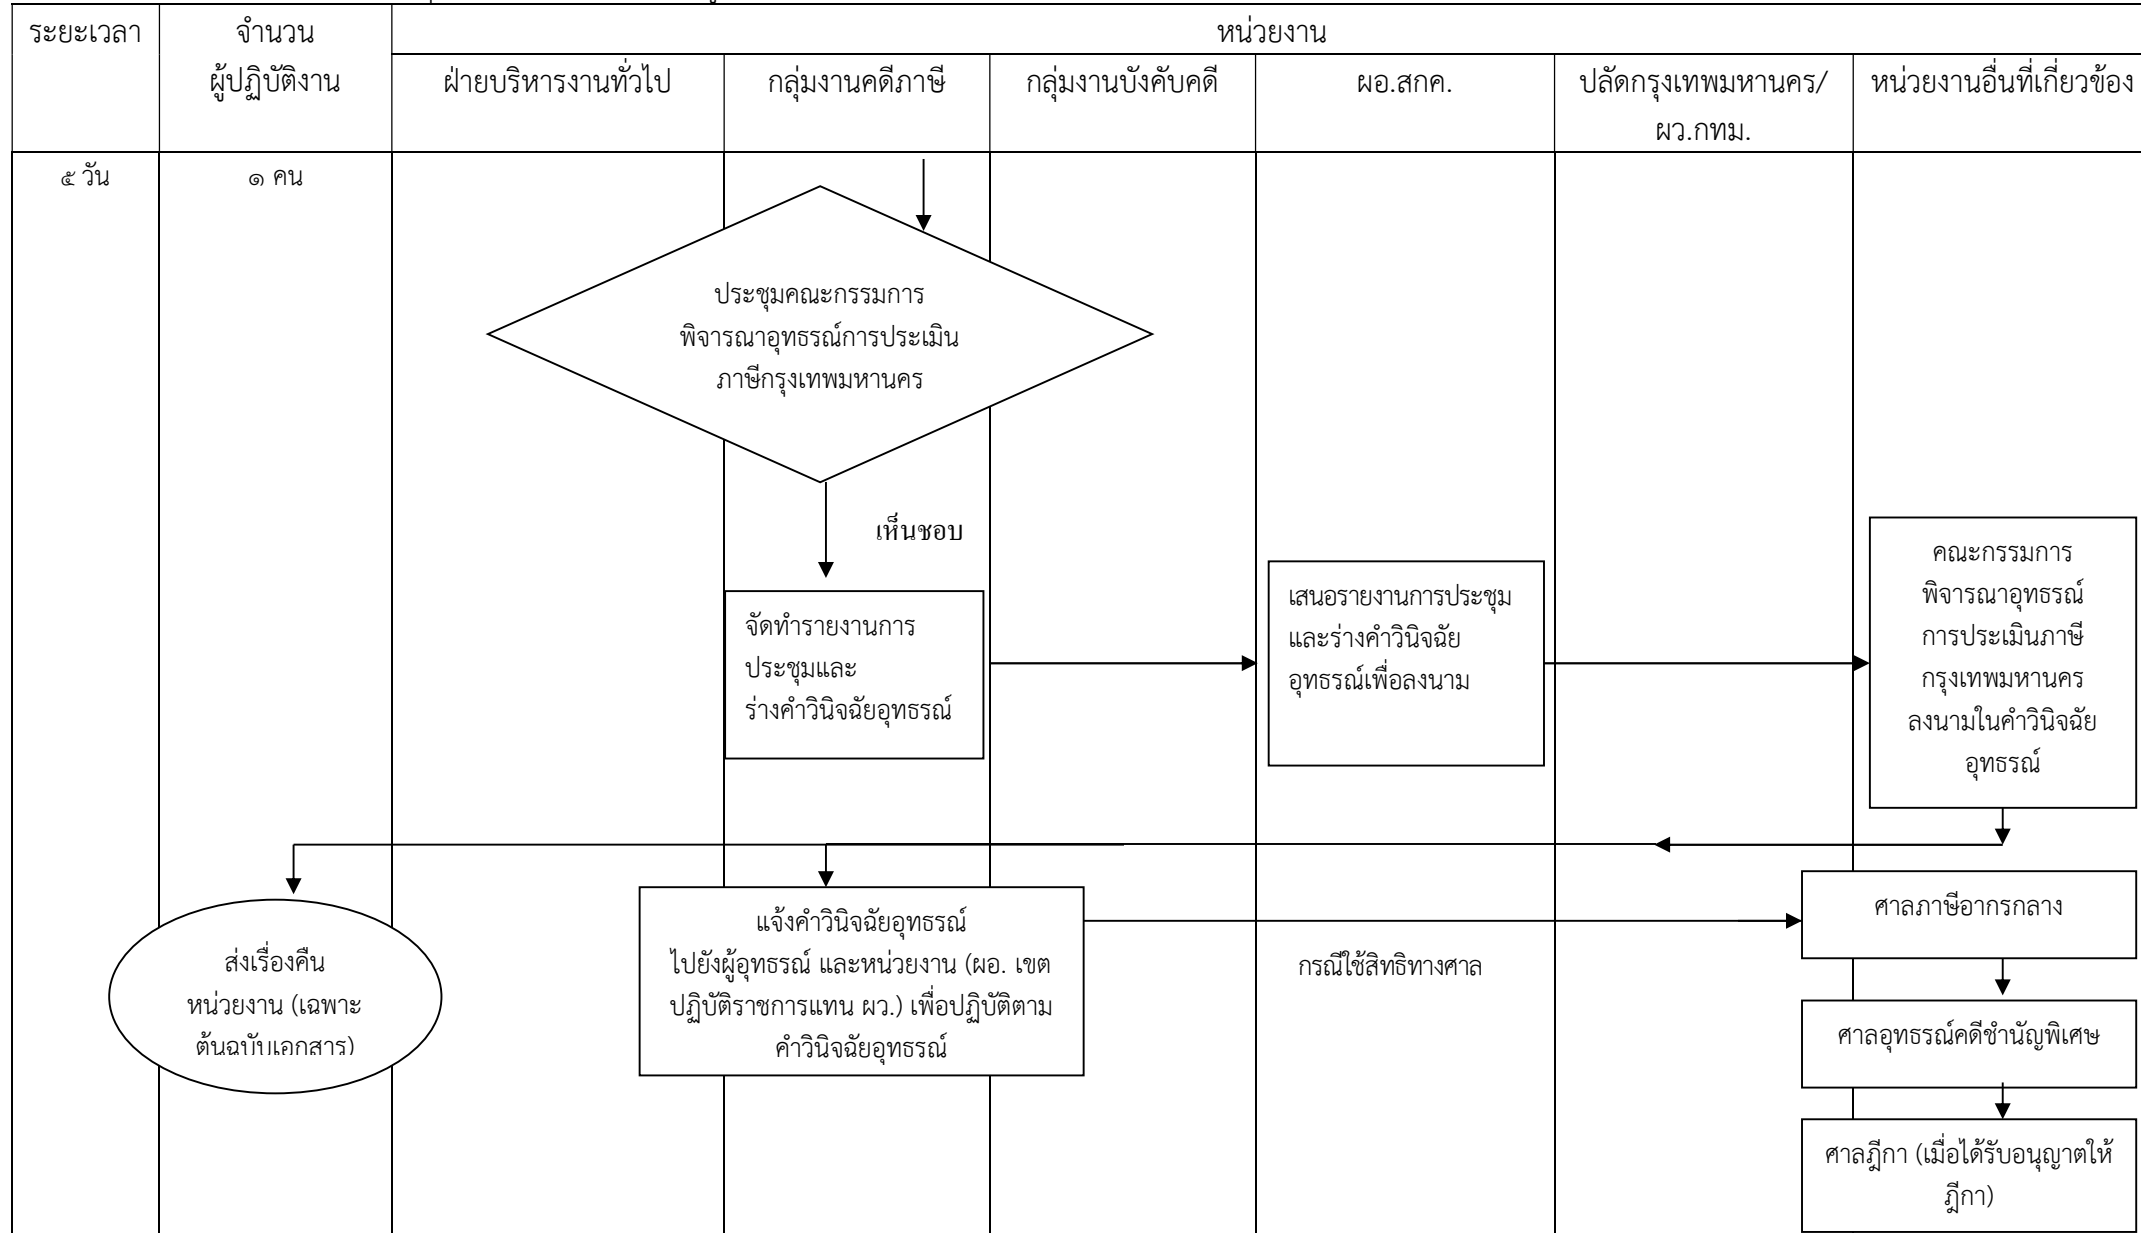 ระยะเวลา
จำนวน
ผู้ปฏิบัติงาน
หน่วยงาน
ฝ่ายบริหารงานทั่วไป
กลุ่มงานคดีภาษี
กลุ่มงานบังคับคดี
ผอ.สกค.
ปลัดกรุงเทพมหานคร/
ผว.กทม.
หน่วยงานอื่นที่เกี่ยวข้อง
๕ วัน
๑ คน
ประชุมคณะกรรมการ
พิจารณาอุทธรณ์การประเมิน
ภาษีกรุงเทพมหานคร
เห็นชอบ
จัดทำรายงานการ
ประชุมและ
ร่างคำวินิจฉัยอุทธรณ์
เสนอรายงานการประชุม
และร่างคำวินิจฉัย
อุทธรณ์เพื่อลงนาม
คณะกรรมการ
พิจารณาอุทธรณ์
การประเมินภาษี
กรุงเทพมหานคร
ลงนามในคำวินิจฉัย
อุทธรณ์
ส่งเรื่องคืน
หน่วยงาน (เฉพาะ
ต้นฉบับเอกสาร)
แจ้งคำวินิจฉัยอุทธรณ์
ไปยังผู้อุทธรณ์ และหน่วยงาน (ผอ. เขต
ปฏิบัติราชการแทน ผว.) เพื่อปฏิบัติตาม
คำวินิจฉัยอุทธรณ์
กรณีใช้สิทธิทางศาล
ศาลภาษีอากรกลาง
ศาลอุทธรณ์คดีชำนัญพิเศษ
ศาลฎีกา (เมื่อได้รับอนุญาตให้
ฎีกา)